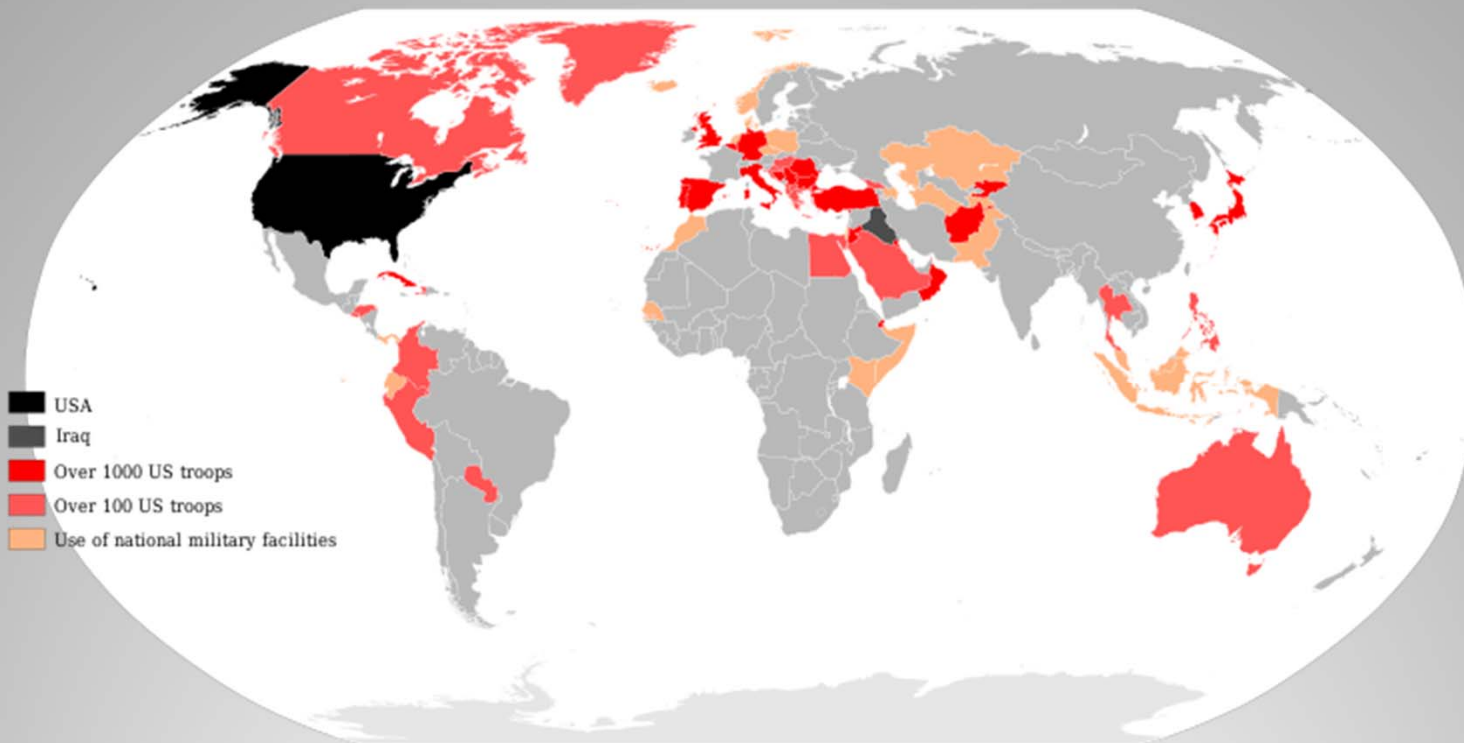 USA
Iraq
Over 1000 US troops
Over 100 US troops
Use of national military facilities